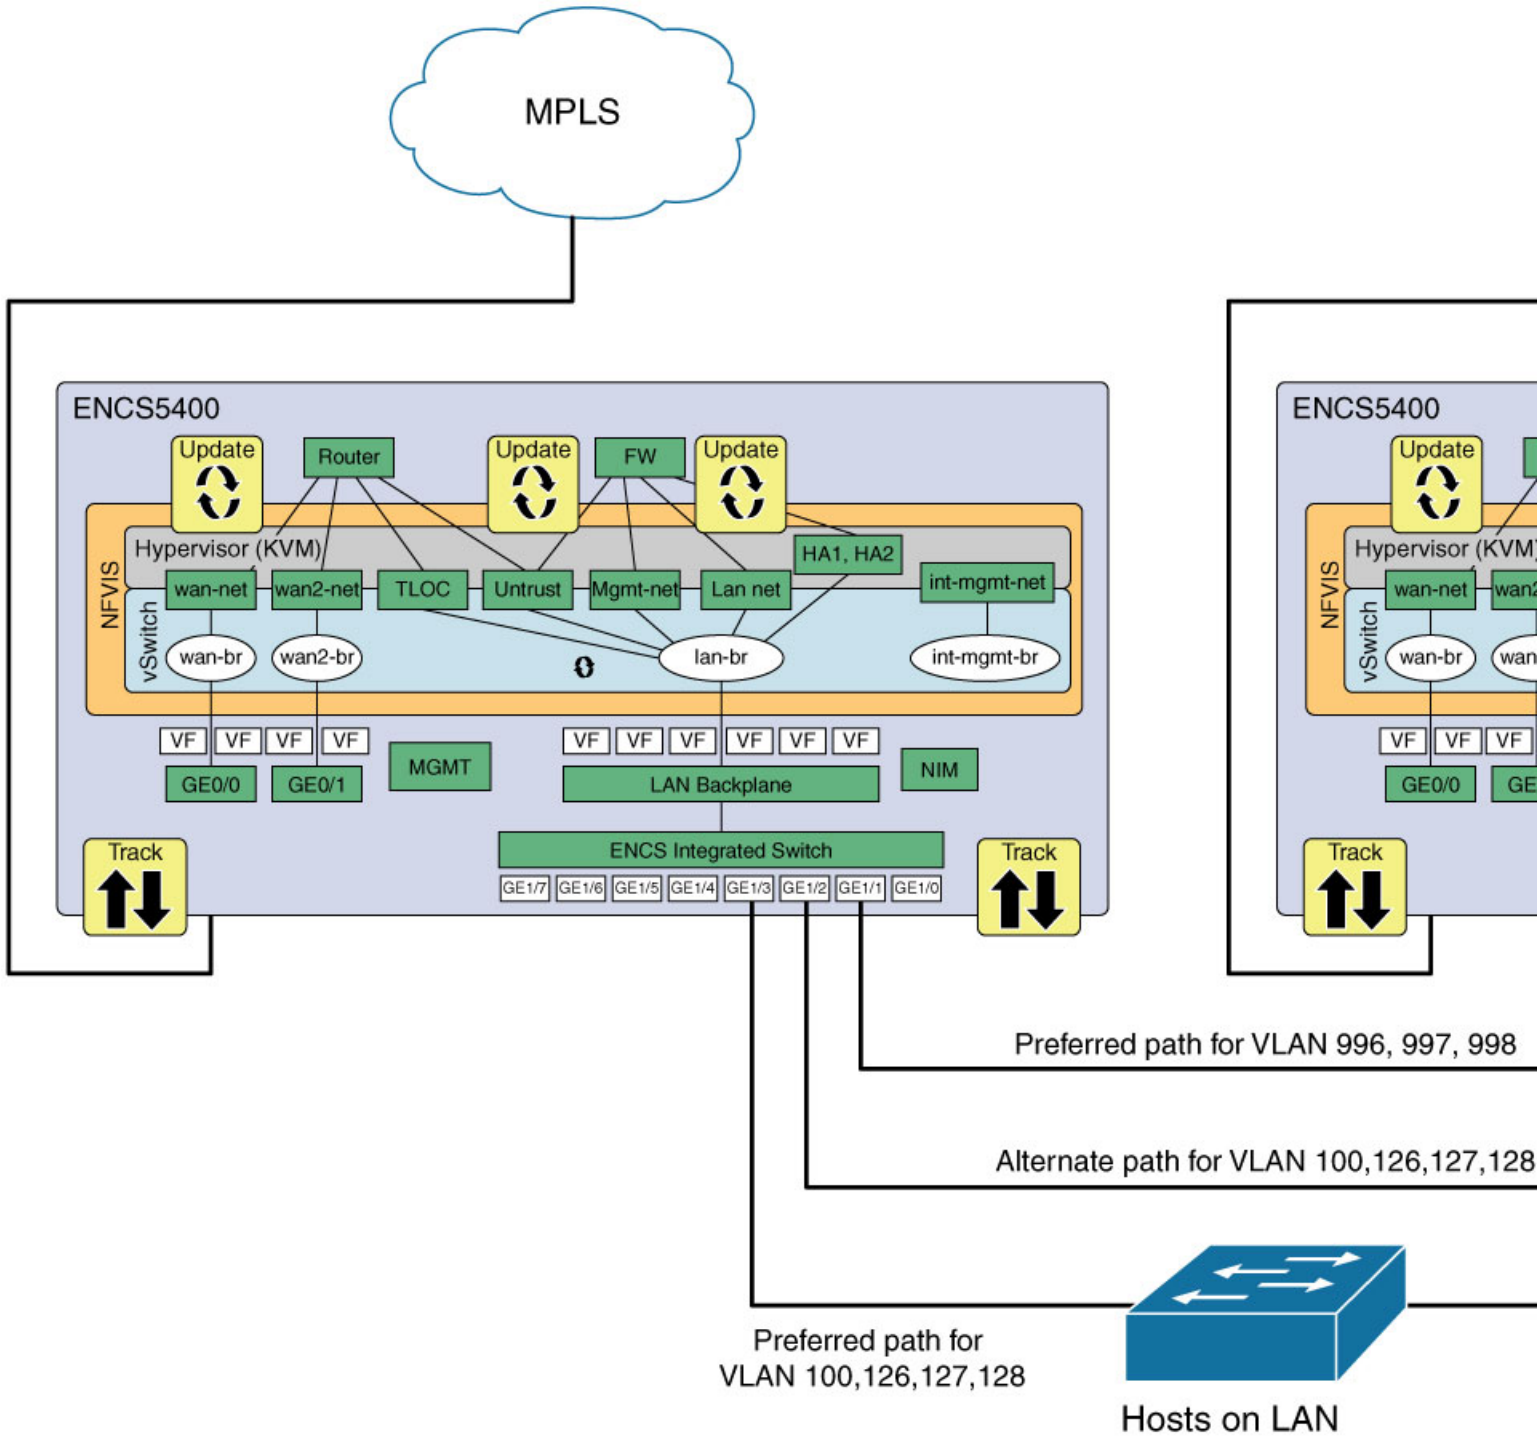 MPLS
ENCS5400
Update
Router
Update
FW
Update
NFVIS
Hypervisor (KVM)
HA1, HA2
wan-net
wan2-net
TLOC
Untrust
Mgmt-net
Lan net
int-mgmt-net
vSwitch
wan-br
wan2-br
lan-br
int-mgmt-br
VF
VF
VF
VF
VF
VF
VF
VF
VF
VF
GE0/0
GE0/1
MGMT
LAN Backplane
NIM
Track
ENCS Integrated Switch
Track
GE1/7
GE1/6
GE1/5
GE1/4
GE1/3
GE1/2
GE1/1
GE1/0
ENCS5400
Update
NFVIS
Hypervisor (KVM)
wan-net
wan2
vSwitch
wan-br
wan
VF
VF
VF
GE0/0
GE
Track
Preferred path for VLAN 996, 997, 998
Alternate path for VLAN 100,126,127,128
Preferred path for
VLAN 100,126,127,128
Hosts on LAN